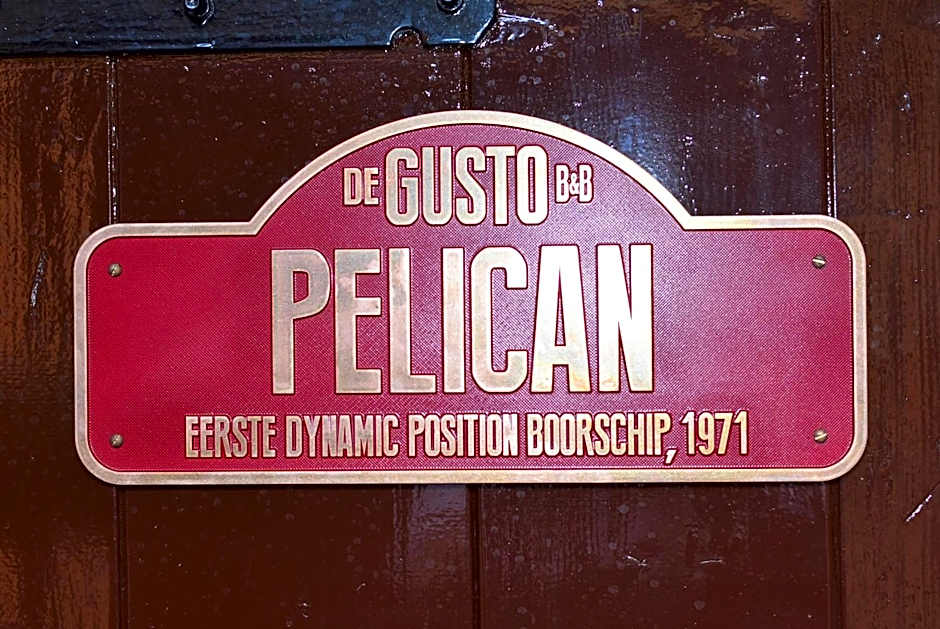 DE GUSTO B&B
PELICAN
EERSTE DYNAMIC POSITION BOORSCHIP, 1971